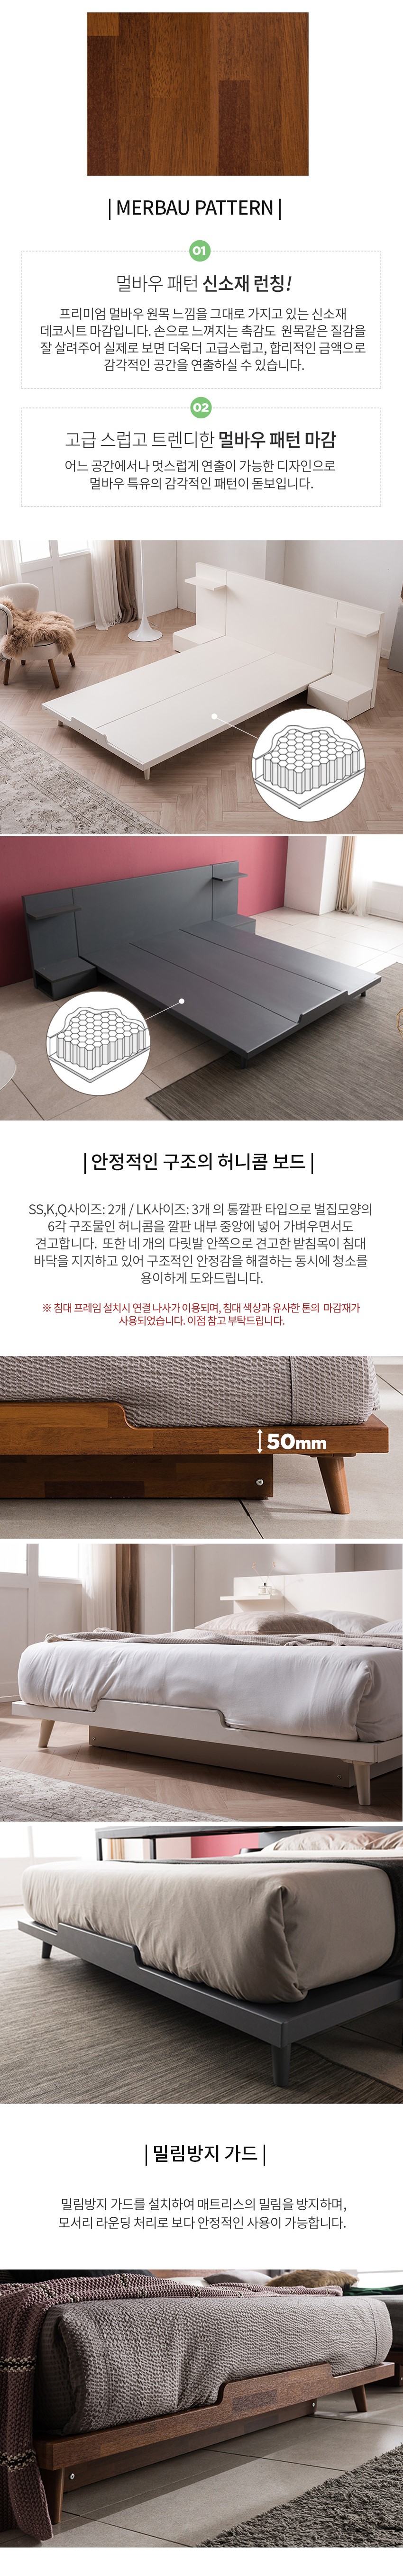 | MERBAU PATTERN |
01
멀바우 패턴 신소재 런칭!
프리미엄 멀바우 원목 느낌을 그대로 가지고 있는 신소재
데코시트 마감입니다. 손으로 느껴지는 촉감도 원목같은 질감을
잘 살려주어 실제로 보면 더욱더 고급스럽고, 합리적인 금액으로
감각적인 공간을 연출하실 수 있습니다.
02
고급 스럽고 트렌디한 멀바우 패턴 마감
어느 공간에서나 멋스럽게 연출이 가능한 디자인으로
멀바우 특유의 감각적인 패턴이 돋보입니다.
| 안정적인 구조의 허니콤 보드 |
SS,K,Q사이즈: 2개 / LK사이즈: 3개 의 통깔판 타입으로 벌집모양의
6각 구조물인 허니콤을 깔판 내부 중앙에 넣어 가벼우면서도
견고합니다. 또한 네 개의 다릿발 안쪽으로 견고한 받침목이 침대
바닥을 지지하고 있어 구조적인 안정감을 해결하는 동시에 청소를
용이하게 도와드립니다.
※ 침대 프레임 설치시 연결 나사가 이용되며, 침대 색상과 유사한 톤의 마감재가
사용되었습니다. 이점 참고 부탁드립니다.
50mm
| 밀림방지 가드 |
밀림방지 가드를 설치하여 매트리스의 밀림을 방지하며,
모서리 라운딩 처리로 보다 안정적인 사용이 가능합니다.